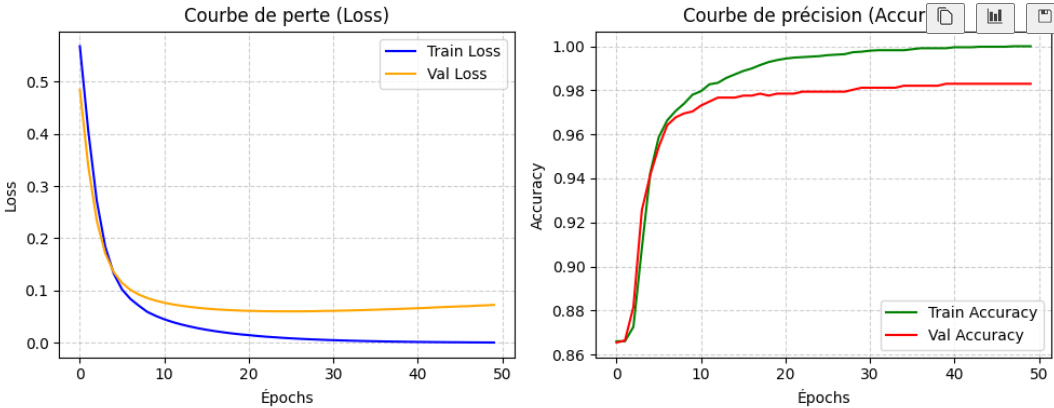 Courbe de perte (Loss)
Loss
0.5
0.4
0.3
0.2
0.1
0.0
Train Loss
Val Loss
0 10 20 30 40 50
Époch​s
Courbe de précision (Accur
Accuracy
1.00
0.98
0.96
0.94
0.92
0.90
0.88
0.86
Train Accuracy
Val Accuracy
0 10 20 30 40 50
Épochs